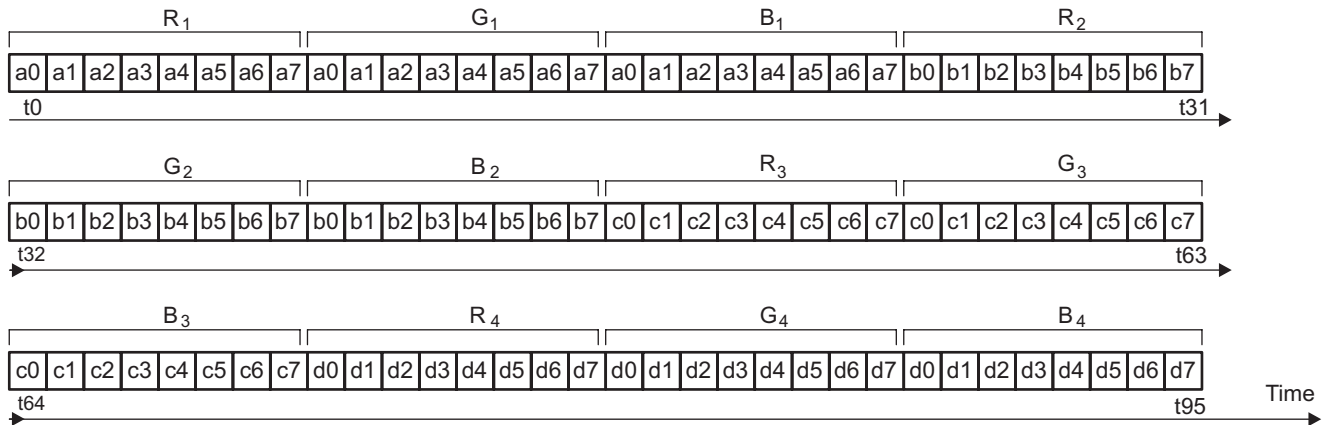 R1 G1 B1 R2
a0 a1 a2 a3 a4 a5 a6 a7 a0 a1 a2 a3 a4 a5 a6 a7 a0 a1 a2 a3 a4 a5 a6 a7 b0 b1 b2 b3 b4 b5 b6 b7
t0 t31
G2 B2 R3 G3
b0 b1 b2 b3 b4 b5 b6 b7 b0 b1 b2 b3 b4 b5 b6 b7 c0 c1 c2 c3 c4 c5 c6 c7 c0 c1 c2 c3 c4 c5 c6 c7
t32 t63
B3 R4 G4 B4
c0 c1 c2 c3 c4 c5 c6 c7 d0 d1 d2 d3 d4 d5 d6 d7 d0 d1 d2 d3 d4 d5 d6 d7 d0 d1 d2 d3 d4 d5 d6 d7
t64 t95 Time